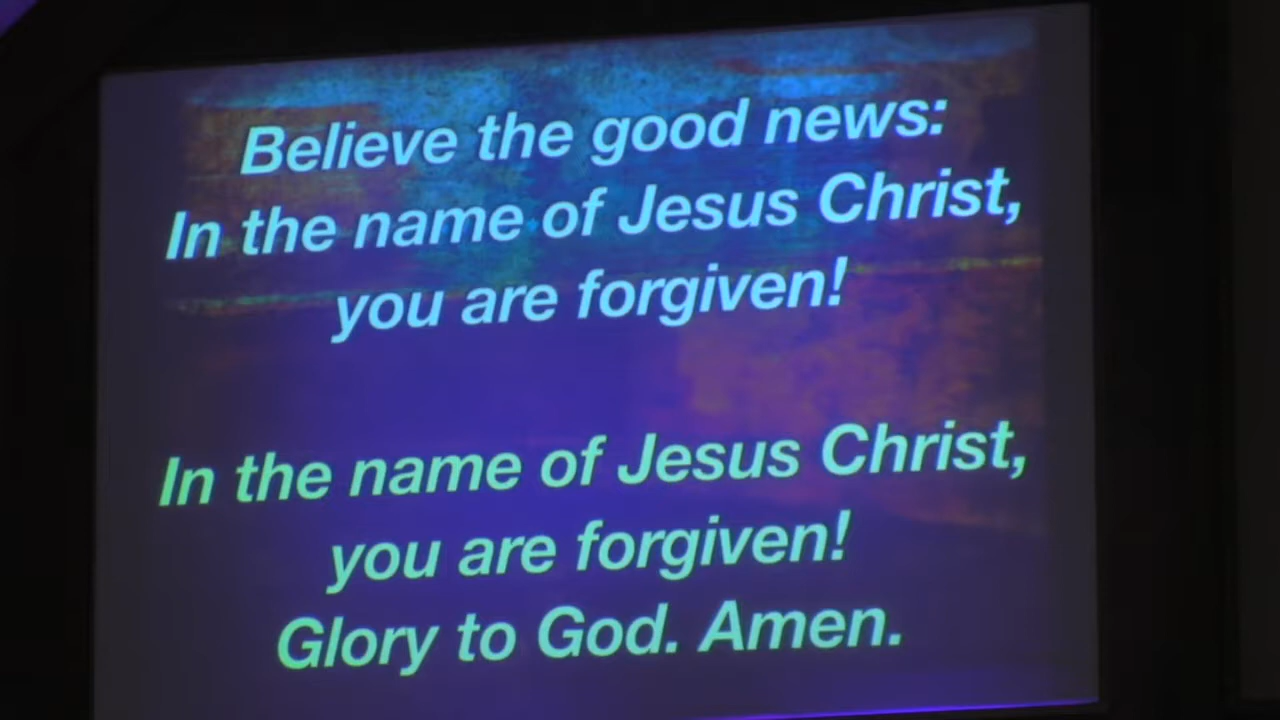 Believe the good news:
In the name of Jesus Christ,
you are forgiven!
In the name of Jesus Christ,
you are forgiven!
Glory to God. Amen.